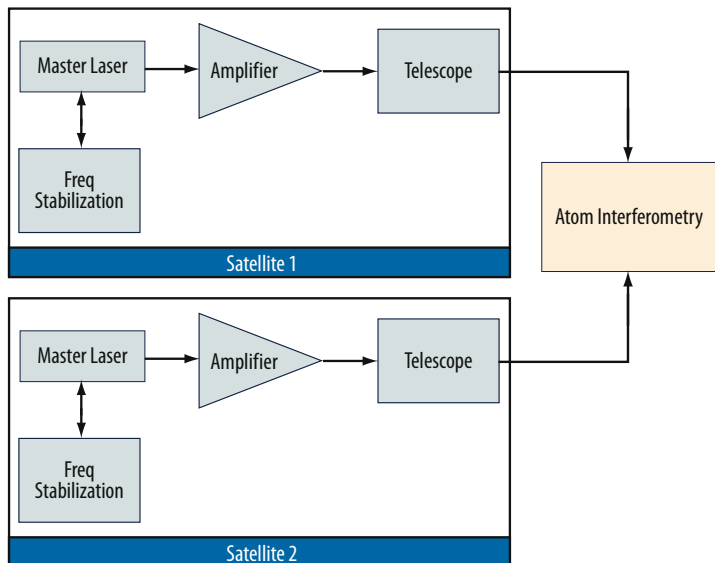 Master Laser
Amplifier
Telescope
Freq
Stabilization
Satellite 1
Atom Interferometry
Master Laser
Amplifier
Telescope
Freq
Stabilization
Satellite 2